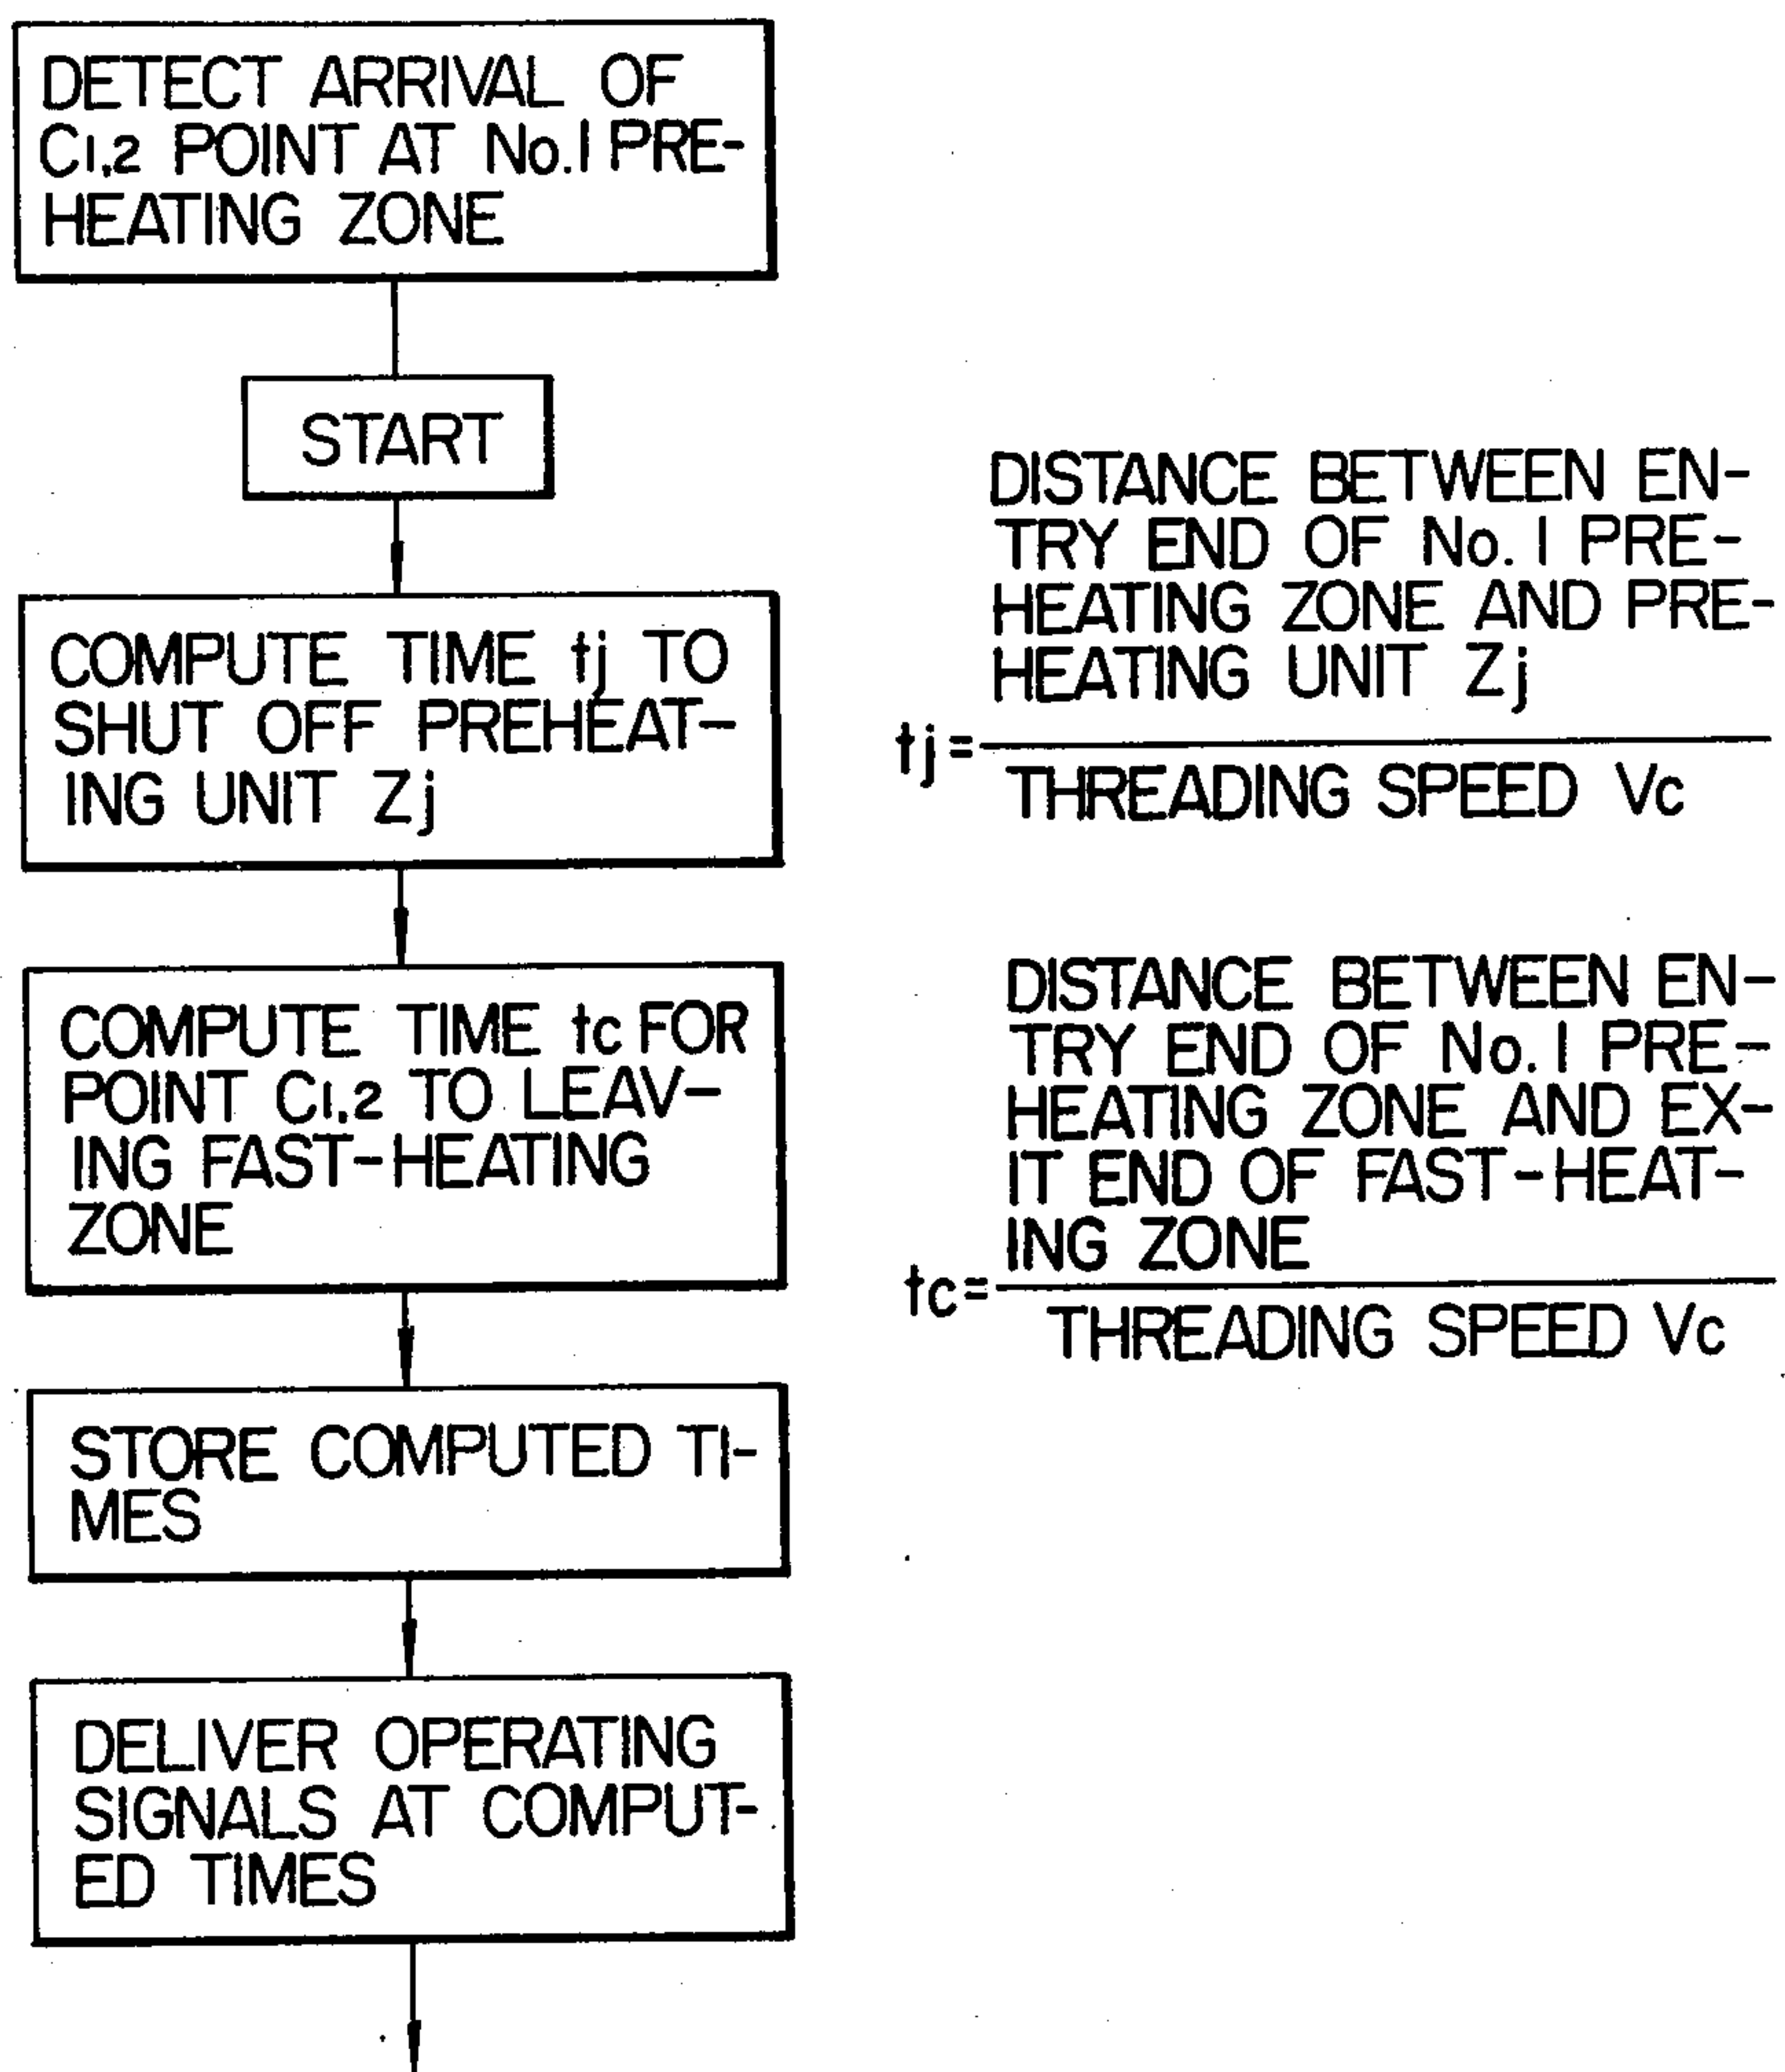 DETECT ARRIVAL OF
C1,2 POINT AT No.1 PRE-
HEATING ZONE
START
COMPUTE TIME tj TO
SHUT OFF PREHEAT-
ING UNIT Zj
DISTANCE BETWEEN EN-
TRY END OF No. 1 PRE-
HEATING ZONE AND PRE-
HEATING UNIT Zj
tj=
THREADING SPEED Vc
COMPUTE TIME tc FOR
POINT C1,2 TO LEAV-
ING FAST-HEATING
ZONE
DISTANCE BETWEEN EN-
TRY END OF No.1 PRE-
HEATING ZONE AND EX-
IT END OF FAST-HEAT-
ING ZONE
tc=
THREADING SPEED Vc
STORE COMPUTED TI-
MES
DELIVER OPERATING
SIGNALS AT COMPUT-
ED TIMES